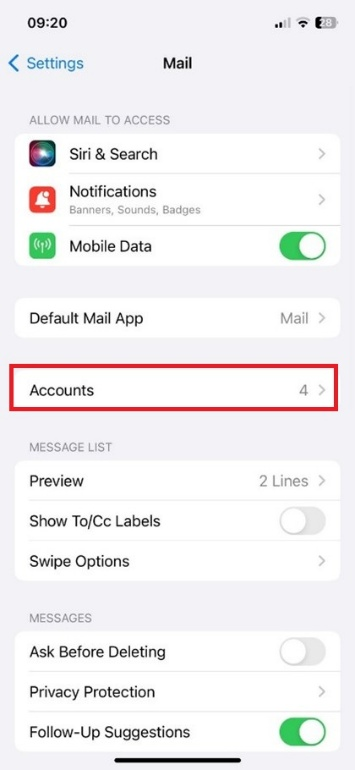 09:20
28
Settings
Mail
ALLOW MAIL TO ACCESS
Siri & Search
Notifications
Banners, Sounds, Badges
Mobile Data
Default Mail App Mail
Accounts 4
MESSAGE LIST
Preview 2 Lines
Show To/Cc Labels
Swipe Options
MESSAGES
Ask Before Deleting
Privacy Protection
Follow-Up Suggestions